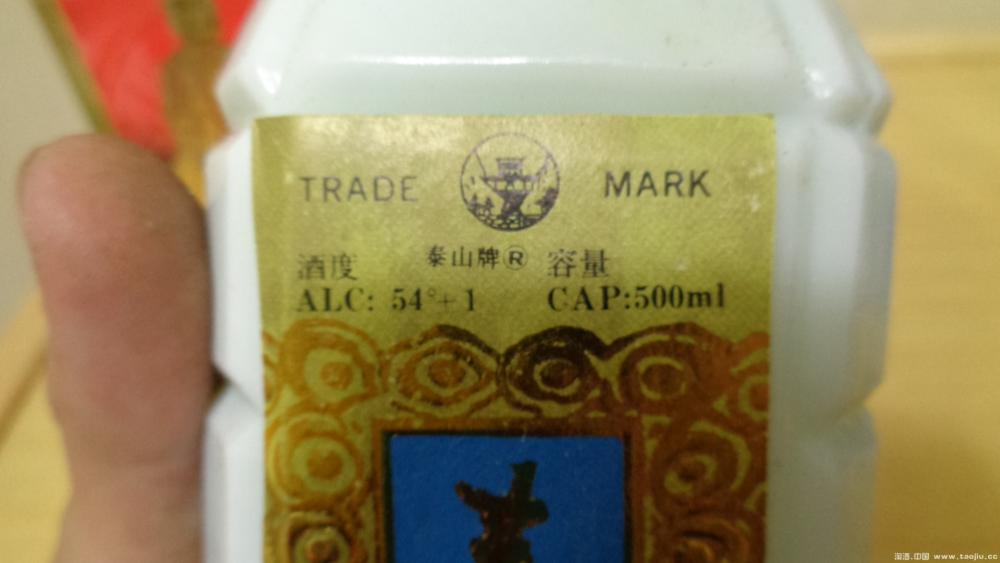 TRADE MARK
酒度 泰山牌® 容量
ALC: 54°+1 CAP:500ml
淘酒.中国 www.taojiu.cc